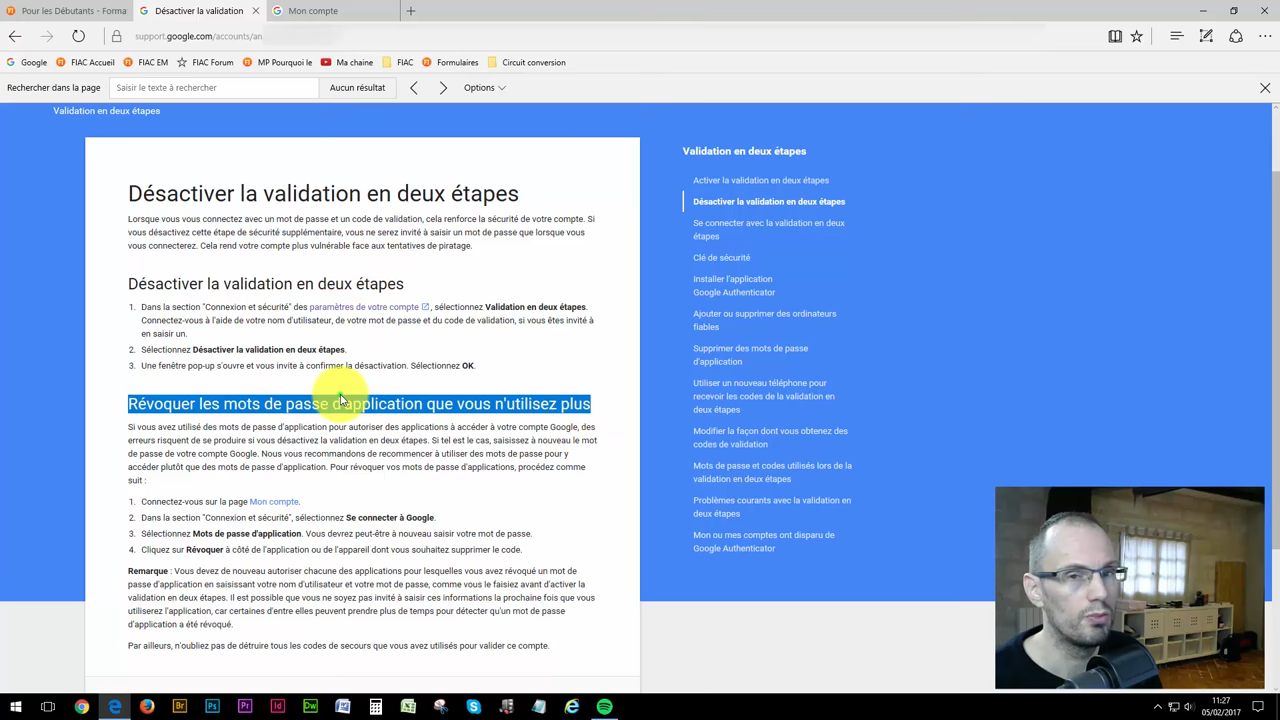 Pour les Débutants - Forma
Désactiver la validation
Mon compte
support.google.com/accounts/an
Google
FIAC Accueil
FIAC EM
FIAC Forum
MP Pourquoi le
Ma chaine
FIAC
Formulaires
Circuit conversion
Rechercher dans la page
Saisir le texte à rechercher
Aucun résultat
Options
Validation en deux étapes
Désactiver la validation en deux étapes
Lorsque vous vous connectez avec un mot de passe et un code de validation, cela renforce la sécurité de votre compte. Si
vous désactivez cette étape de sécurité supplémentaire, vous ne serez invité à saisir un mot de passe que lorsque vous
vous connecterez. Cela rend votre compte plus vulnérable face aux tentatives de piratage.
Désactiver la validation en deux étapes
1. Dans la section "Connexion et sécurité" des paramètres de votre compte , sélectionnez Validation en deux étapes.
Connectez-vous à l'aide de votre nom d'utilisateur, de votre mot de passe et du code de validation, si vous êtes invité à
en saisir un.
2. Sélectionnez Désactiver la validation en deux étapes.
3. Une fenêtre pop-up s'ouvre et vous invite à confirmer la désactivation. Sélectionnez OK.
Révoquer les mots de passe d'application que vous n'utilisez plus
Si vous avez utilisé des mots de passe d'application pour autoriser des applications à accéder à votre compte Google, des
erreurs risquent de se produire si vous désactivez la validation en deux étapes. Si tel est le cas, saisissez à nouveau le mot
de passe de votre compte Google. Nous vous recommandons de recommencer à utiliser des mots de passe pour y
accéder plutôt que des mots de passe d'application. Pour révoquer vos mots de passe d'applications, procédez comme
suit :
1. Connectez-vous sur la page Mon compte.
2. Dans la section "Connexion et sécurité", sélectionnez Se connecter à Google.
3. Sélectionnez Mots de passe d'application. Vous devrez peut-être à nouveau saisir votre mot de passe.
4. Cliquez sur Révoquer à côté de l'application ou de l'appareil dont vous souhaitez supprimer le code.
Remarque : Vous devez de nouveau autoriser chacune des applications pour lesquelles vous avez révoqué un mot de
passe d'application en saisissant votre nom d'utilisateur et votre mot de passe, comme vous le faisiez avant d'activer la
validation en deux étapes. Il est possible que vous ne soyez pas invité à saisir ces informations la prochaine fois que vous
utiliserez l'application, car certaines d'entre elles peuvent prendre plus de temps pour détecter qu'un mot de passe
d'application a été révoqué.
Par ailleurs, n'oubliez pas de détruire tous les codes de secours que vous avez utilisés pour valider ce compte.
Validation en deux étapes
Activer la validation en deux étapes
Désactiver la validation en deux étapes
Se connecter avec la validation en deux
étapes
Clé de sécurité
Installer l'application
Google Authenticator
Ajouter ou supprimer des ordinateurs
fiables
Supprimer des mots de passe
d'application
Utiliser un nouveau téléphone pour
recevoir les codes de la validation en
deux étapes
Modifier la façon dont vous obtenez des
codes de validation
Mots de passe et codes utilisés lors de la
validation en deux étapes
Problèmes courants avec la validation en
deux étapes
Mon ou mes comptes ont disparu de
Google Authenticator
Br
Ps
Pr
Id
Dw
11:27
05/02/2017